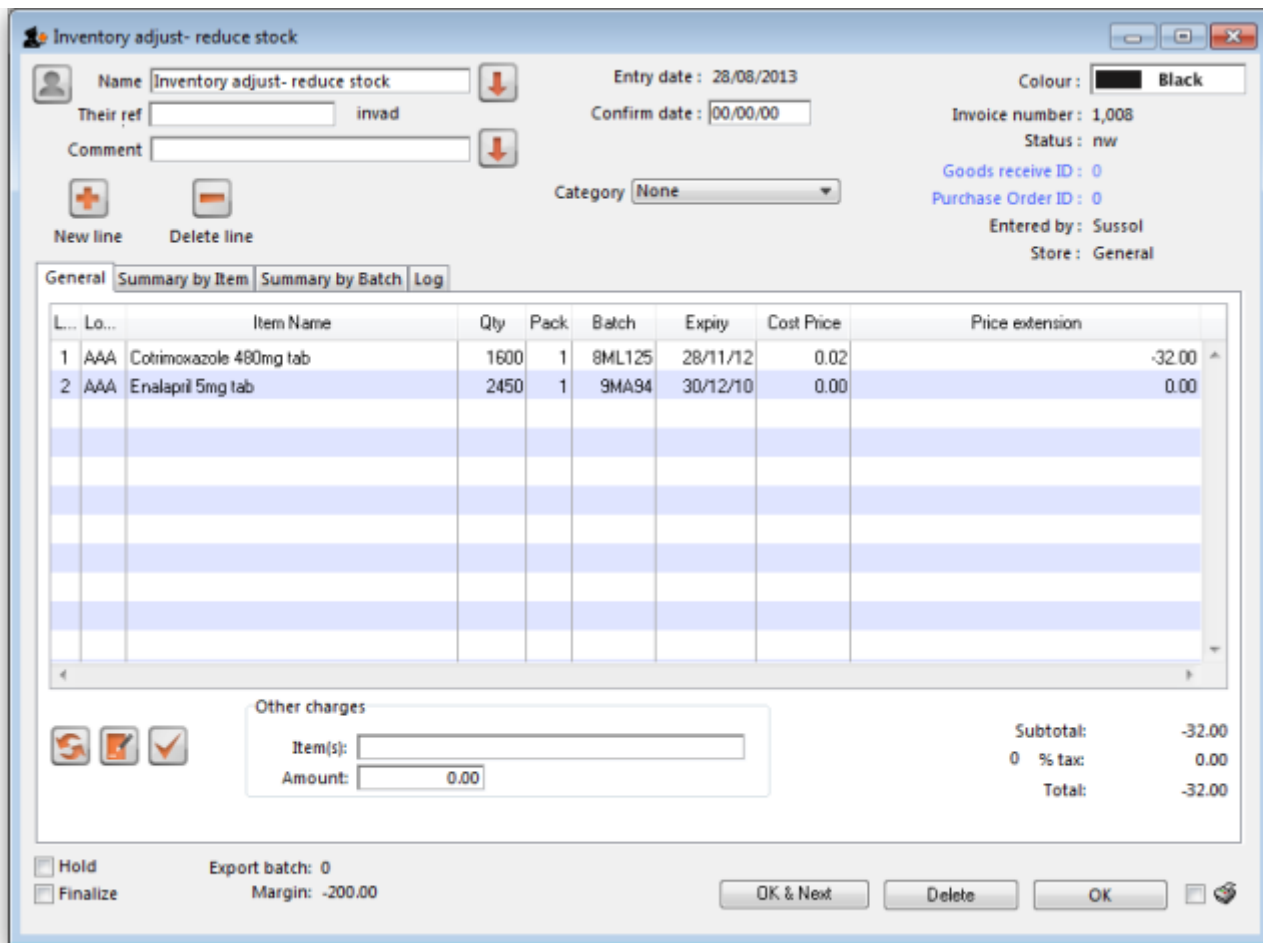 Inventory adjust- reduce stock
Name Inventory adjust- reduce stock
Entry date : 28/08/2013
Colour : Black
Their ref invad
Confirm date : 00/00/00
Invoice number : 1,008
Comment
Status : nw
Category None
Goods receive ID : 0
Purchase Order ID : 0
New line Delete line
Entered by : Sussol
Store : General
General Summary by Item Summary by Batch Log
L... Lo... Item Name Qty Pack Batch Expiry Cost Price Price extension
1 AAA Cotrimoxazole 480mg tab 1600 1 8ML125 28/11/12 0.02 -32.00
2 AAA Enalapril 5mg tab 2450 1 9MA94 30/12/10 0.00 0.00
Other charges
Item(s):
Amount: 0.00
Subtotal: -32.00
0 % tax: 0.00
Total: -32.00
Hold Export batch: 0
Finalize Margin: -200.00
OK & Next Delete OK